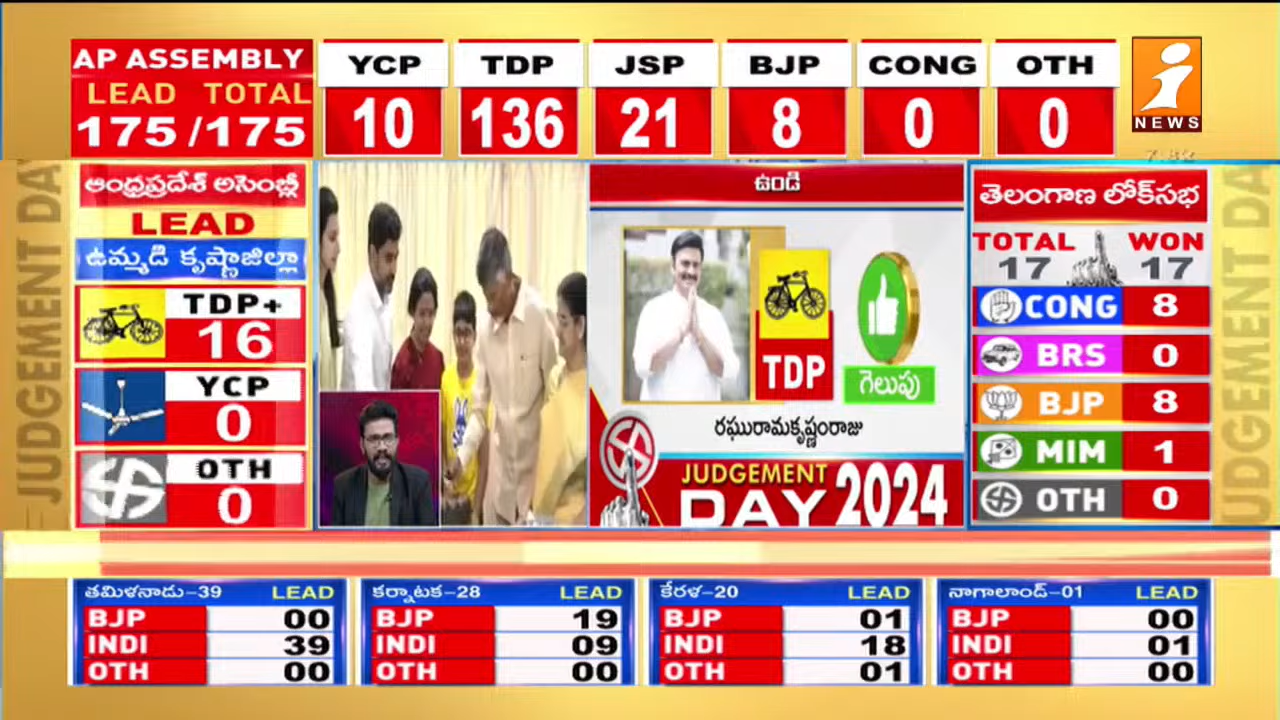 AP ASSEMBLY
LEAD TOTAL
175/175
YCP TDP JSP BJP CONG OTH
10 136 21 8 0 0
i
NEWS
ఆంధ్రప్రదేశ్ అసెంబ్లీ
LEAD
ఉమ్మడి కృష్ణాజిల్లా
TDP+
16
YCP
0
OTH
0
ఉండి
TDP
గెలుపు
రఘురామకృష్ణంరాజు
JUDGEMENT
DAY 2024
తెలంగాణ లోక్‌సభ
TOTAL WON
17 17
CONG 8
BRS 0
BJP 8
MIM 1
OTH 0
JUDGEMENT DA
JUDGEMENT DA
తమిళనాడు-39 LEAD
BJP 00
INDI 39
OTH 00
కర్ణాటక-28 LEAD
BJP 19
INDI 09
OTH 00
కేరళ-20 LEAD
BJP 01
INDI 18
OTH 01
నాగాలాండ్-01 LEAD
BJP 00
INDI 01
OTH 00